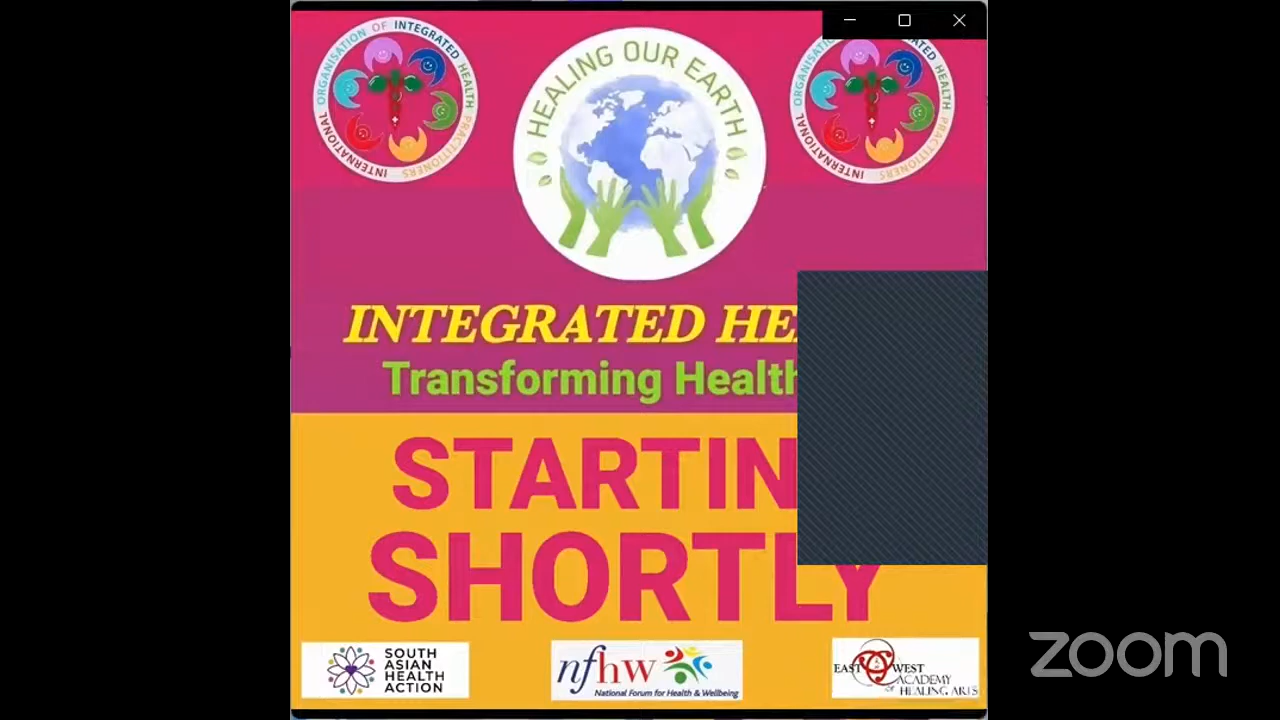 INTERNATIONAL ORGANISATION OF INTEGRATED HEALTH PRACTITIONERS
HEALING OUR EARTH
INTERNATIONAL ORGANISATION INTEGRATED HEALTH PRACTITIONERS
INTEGRATED HE
Transforming Health
STARTIN
SHORTLY
SOUTH
ASIAN
HEALTH
ACTION
nfhw
National Forum for Health & Wellbeing
EAST WEST
ACADEMY
of HEALING ARTS
zoom